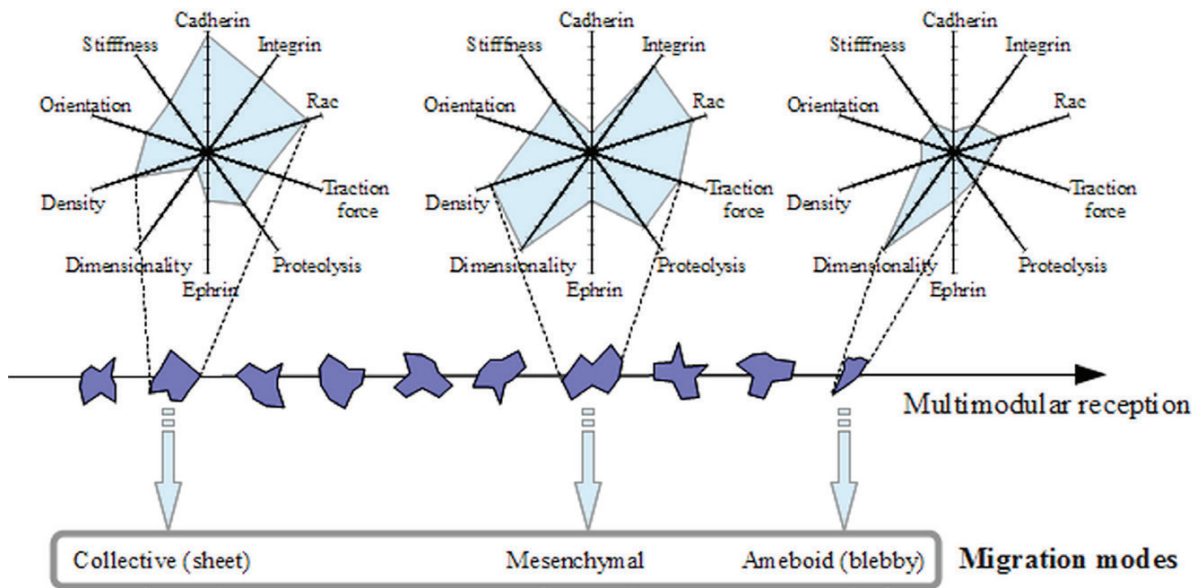 Cadherin
Stifffness
Integrin
Orientation
Rac
Density
Traction
force
Dimensionality
Proteolysis
Ephrin
Cadherin
Stifffness
Integrin
Orientation
Rac
Density
Traction
force
Dimensionality
Proteolysis
Ephrin
Cadherin
Stifffness
Integrin
Orientation
Rac
Density
Traction
force
Dimensionality
Proteolysis
Ephrin
Multimodular reception
Collective (sheet)
Mesenchymal
Ameboid (blebby)
Migration modes